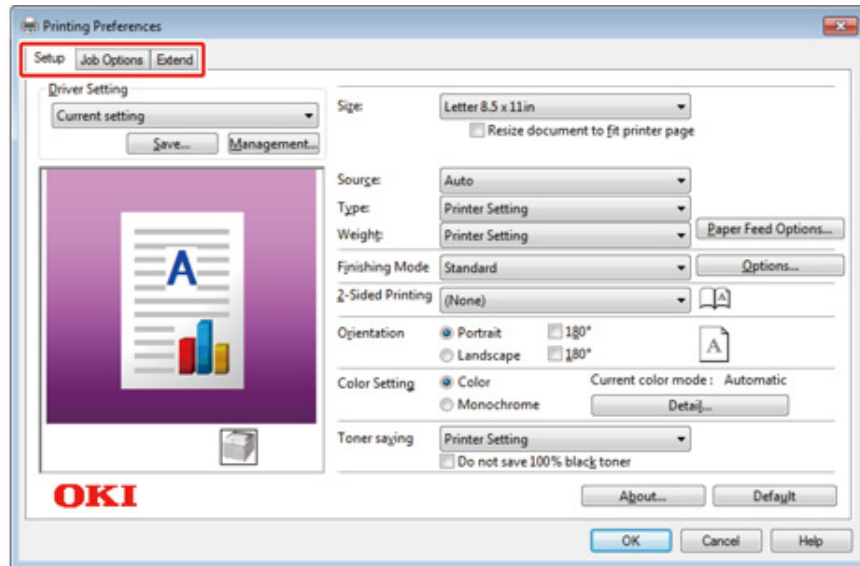 Printing Preferences
Setup Job Options Extend
Driver Setting
Current setting
Save... Management...
A
OKI
Size: Letter 8.5 x 11in
Resize document to fit printer page
Source: Auto
Type: Printer Setting
Weight: Printer Setting Paper Feed Options...
Finishing Mode Standard Options...
2-Sided Printing (None) A
Orientation Portrait 180° A
Landscape 180°
Color Setting Color Current color mode : Automatic
Monochrome Detail...
Toner saving Printer Setting
Do not save 100% black toner
About... Default
OK Cancel Help